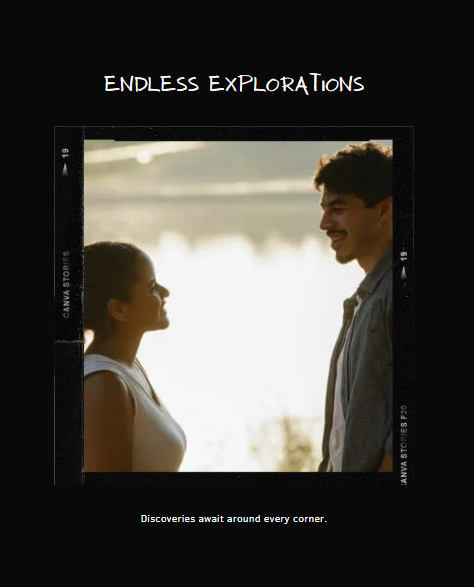 ENDLESS EXPLORATIONS
19
CANVA STORIES
19
CANVA STORIES F20
Discoveries await around every corner.